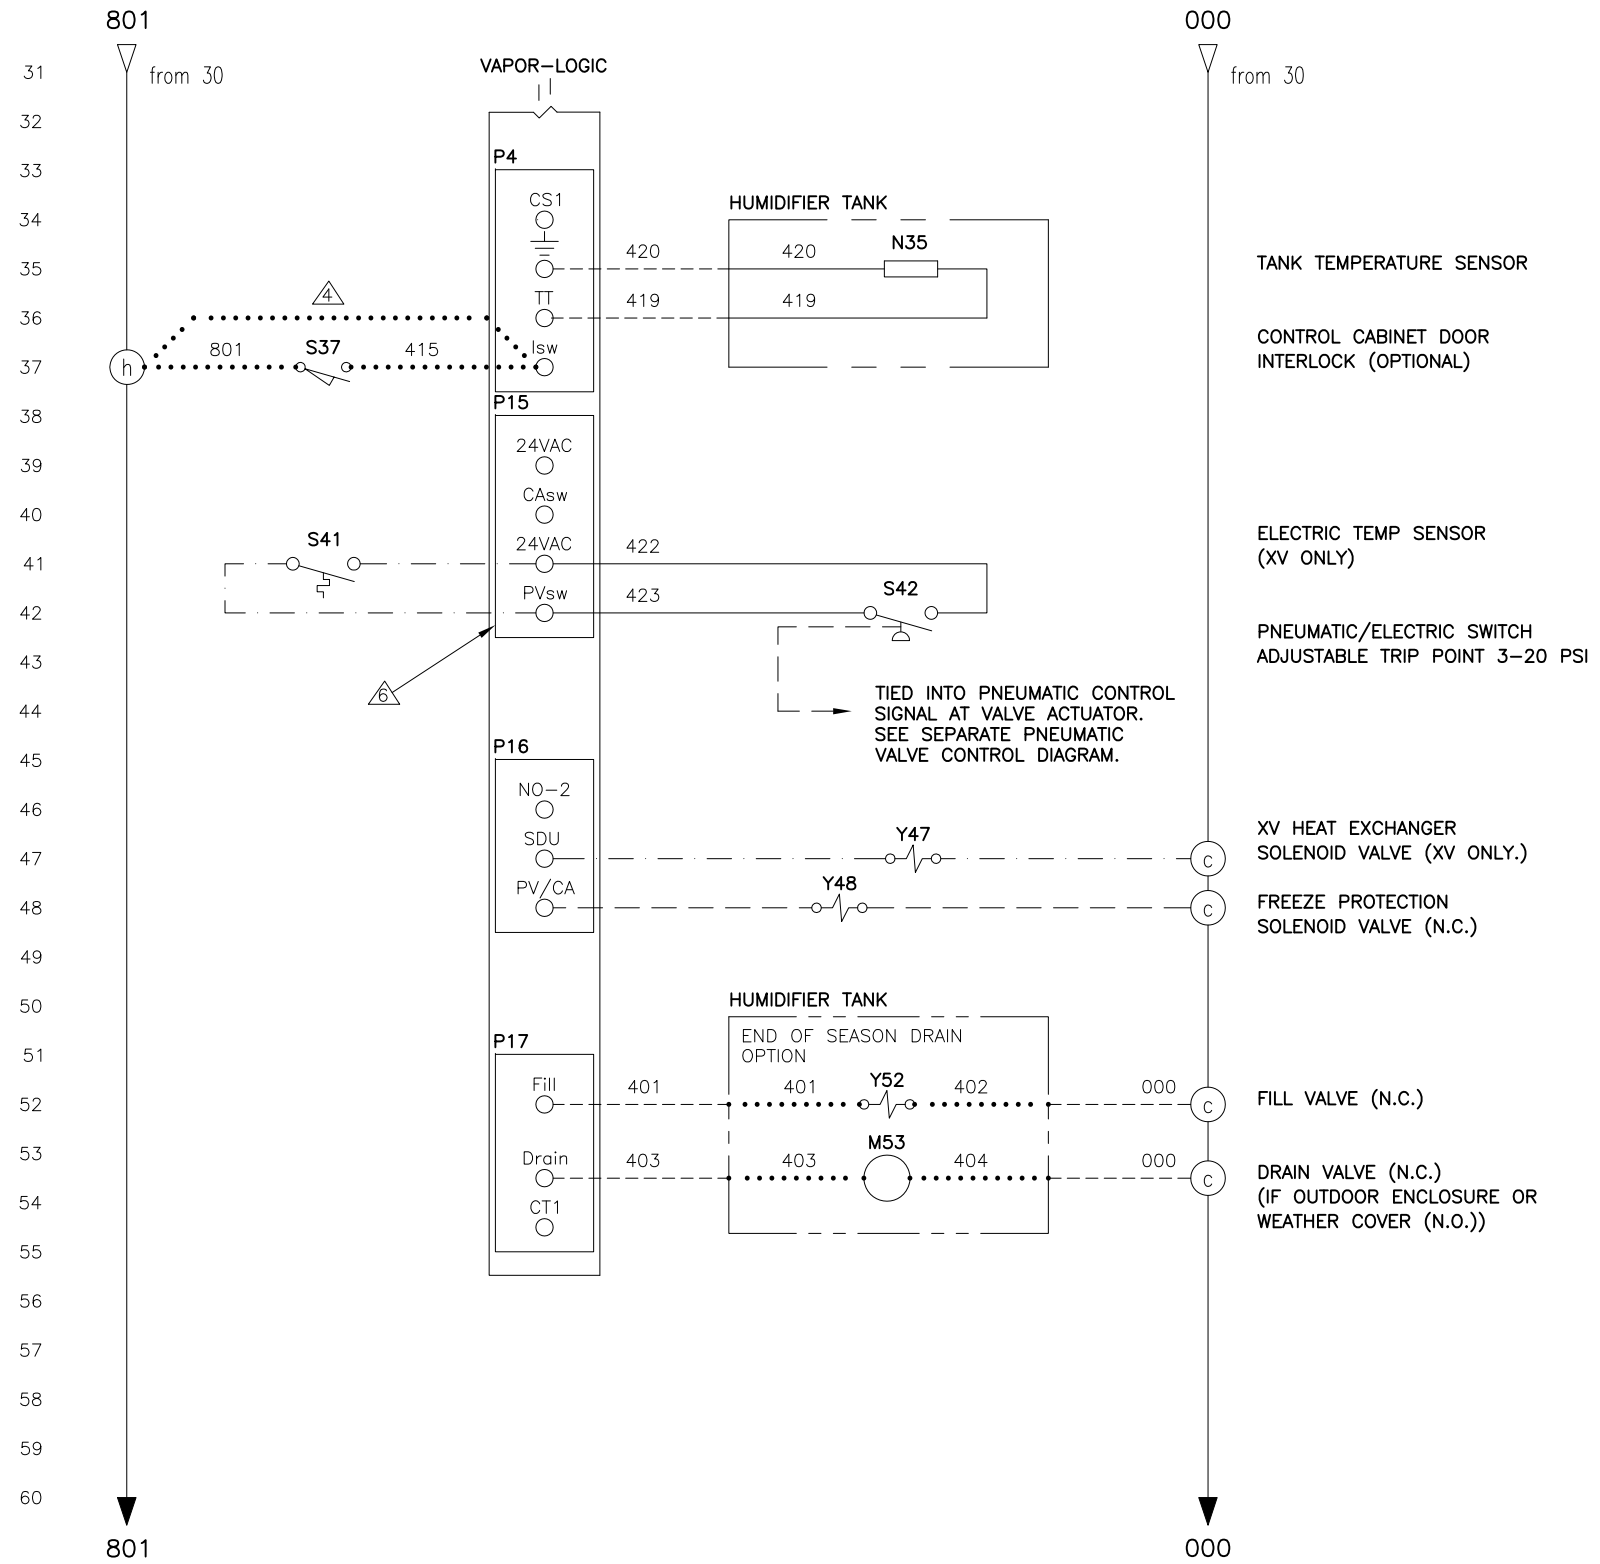 801
000
31
from 30
VAPOR-LOGIC
from 30
32
33
P4
CS1
34
HUMIDIFIER TANK
35
420
420
N35
TANK TEMPERATURE SENSOR
4
TT
36
419
419
CONTROL CABINET DOOR
INTERLOCK (OPTIONAL)
37
h
801
S37
415
Isw
38
P15
24VAC
39
CAsw
40
S41
24VAC
422
ELECTRIC TEMP SENSOR
(XV ONLY)
41
PVsw
423
S42
42
PNEUMATIC/ELECTRIC SWITCH
ADJUSTABLE TRIP POINT 3-20 PSI
43
6
TIED INTO PNEUMATIC CONTROL
SIGNAL AT VALVE ACTUATOR.
SEE SEPARATE PNEUMATIC
VALVE CONTROL DIAGRAM.
44
45
P16
NO-2
46
SDU
Y47
XV HEAT EXCHANGER
SOLENOID VALVE (XV ONLY.)
47
c
PV/CA
Y48
48
c
FREEZE PROTECTION
SOLENOID VALVE (N.C.)
49
50
HUMIDIFIER TANK
END OF SEASON DRAIN
OPTION
51
P17
Fill
401
401
Y52
402
000
52
c
FILL VALVE (N.C.)
53
Drain
403
403
M53
404
000
c
DRAIN VALVE (N.C.)
(IF OUTDOOR ENCLOSURE OR
WEATHER COVER (N.O.))
54
CT1
55
56
57
58
59
60
801
000